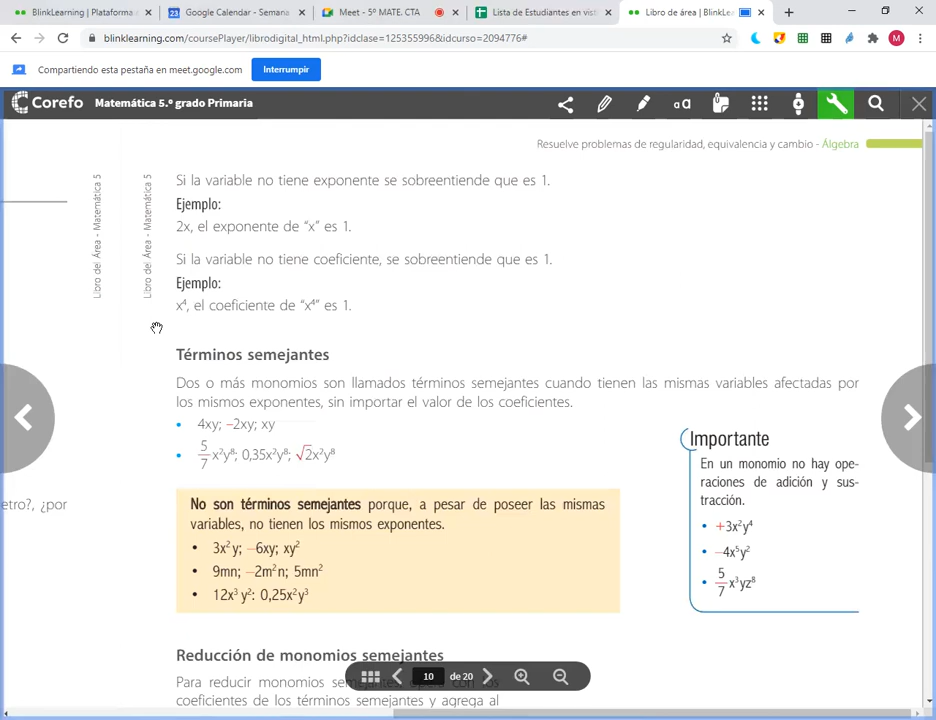 BlinkLearning | Plataforma
Google Calendar - Semana
Meet - 5º MATE. CTA
Lista de Estudiantes en vist
Libro de área | BlinkLe
blinklearning.com/coursePlayer/librodigital_html.php?idclase=125355996&idcurso=2094776#
M
Compartiendo esta pestaña en meet.google.com
Interrumpir
Corefo
Matemática 5.º grado Primaria
aa
Resuelve problemas de regularidad, equivalencia y cambio - Álgebra
Libro del Área - Matemática 5
Libro del Área - Matemática 5
Si la variable no tiene exponente se sobreentiende que es 1.
Ejemplo:
2x, el exponente de “x” es 1.
Si la variable no tiene coeficiente, se sobreentiende que es 1.
Ejemplo:
x⁴, el coeficiente de “x⁴” es 1.
Términos semejantes
Dos o más monomios son llamados términos semejantes cuando tienen las mismas variables afectadas por
los mismos exponentes, sin importar el valor de los coeficientes.
• 4xy; –2xy; xy
• 5/7 x²y⁸; 0,35x²y⁸; √2x²y⁸
etro?, ¿por
No son términos semejantes porque, a pesar de poseer las mismas
variables, no tienen los mismos exponentes.
• 3x² y; –6xy; xy²
• 9mn; –2m² n; 5mn²
• 12x³ y²: 0,25x²y³
Importante
En un monomio no hay ope-
raciones de adición y sus-
tracción.
• +3x²y⁴
• –4x⁵y²
• 5/7 x³yz⁸
Reducción de monomios semejantes
Para reducir monomios
coeficientes de los términos semejantes y agrega al
10 de 20